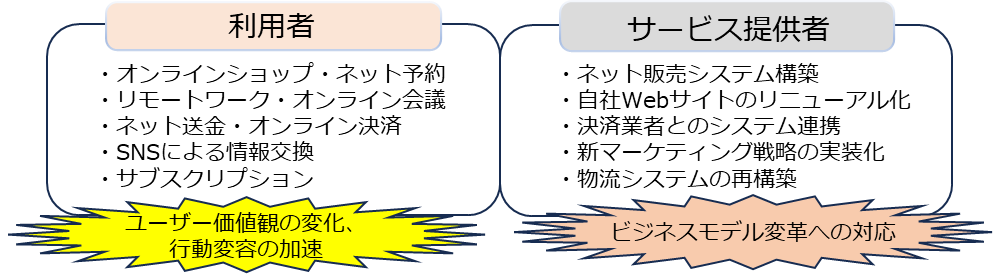 利用者
・オンラインショップ・ネット予約
・リモートワーク・オンライン会議
・ネット送金・オンライン決済
・SNSによる情報交換
・サブスクリプション
ユーザー価値観の変化、
行動変容の加速
サービス提供者
・ネット販売システム構築
・自社Webサイトのリニューアル化
・決済業者とのシステム連携
・新マーケティング戦略の実装化
・物流システムの再構築
ビジネスモデル変革への対応